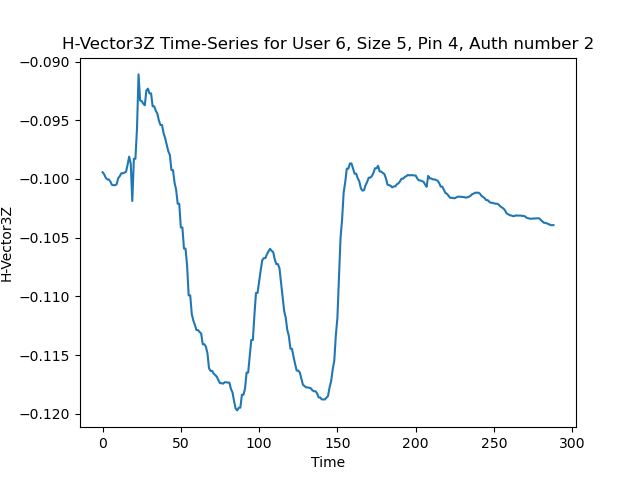 H-Vector3Z Time-Series for User 6, Size 5, Pin 4, Auth number 2
−0.090
−0.095
−0.100
−0.105
−0.110
−0.115
−0.120
H-Vector3Z
0 50 100 150 200 250 300
Time